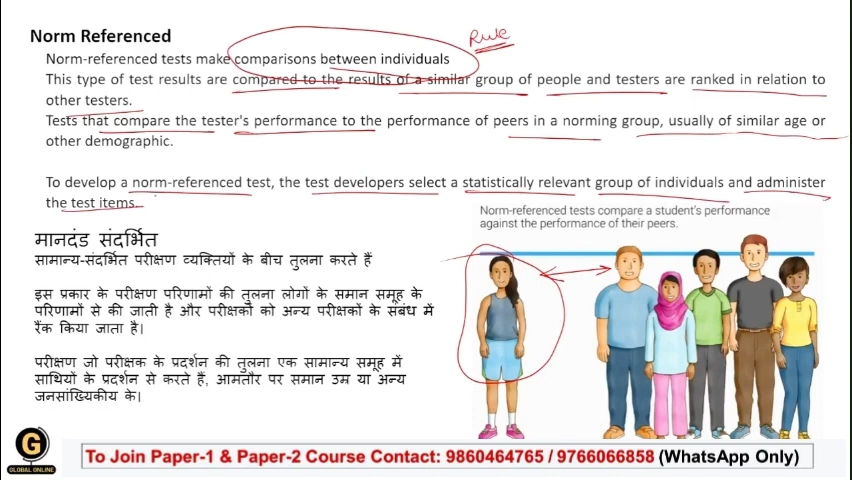 Norm Referenced
Rule
Norm-referenced tests make comparisons between individuals
This type of test results are compared to the results of a similar group of people and testers are ranked in relation to
other testers.
Tests that compare the tester's performance to the performance of peers in a norming group, usually of similar age or
other demographic.
To develop a norm-referenced test, the test developers select a statistically relevant group of individuals and administer
the test items.
Norm-referenced tests compare a student's performance
against the performance of their peers.
मानदंड संदर्भित
सामान्य-संदर्भित परीक्षण व्यक्तियों के बीच तुलना करते हैं
इस प्रकार के परीक्षण परिणामों की तुलना लोगों के समान समूह के
परिणामों से की जाती है और परीक्षकों को अन्य परीक्षकों के संबंध में
रैंक किया जाता है।
परीक्षण जो परीक्षक के प्रदर्शन की तुलना एक सामान्य समूह में
साथियों के प्रदर्शन से करते हैं, आमतौर पर समान उम्र या अन्य
जनसांख्यिकीय के।
G
GLOBAL ONLINE
To Join Paper-1 & Paper-2 Course Contact: 9860464765 / 9766066858 (WhatsApp Only)